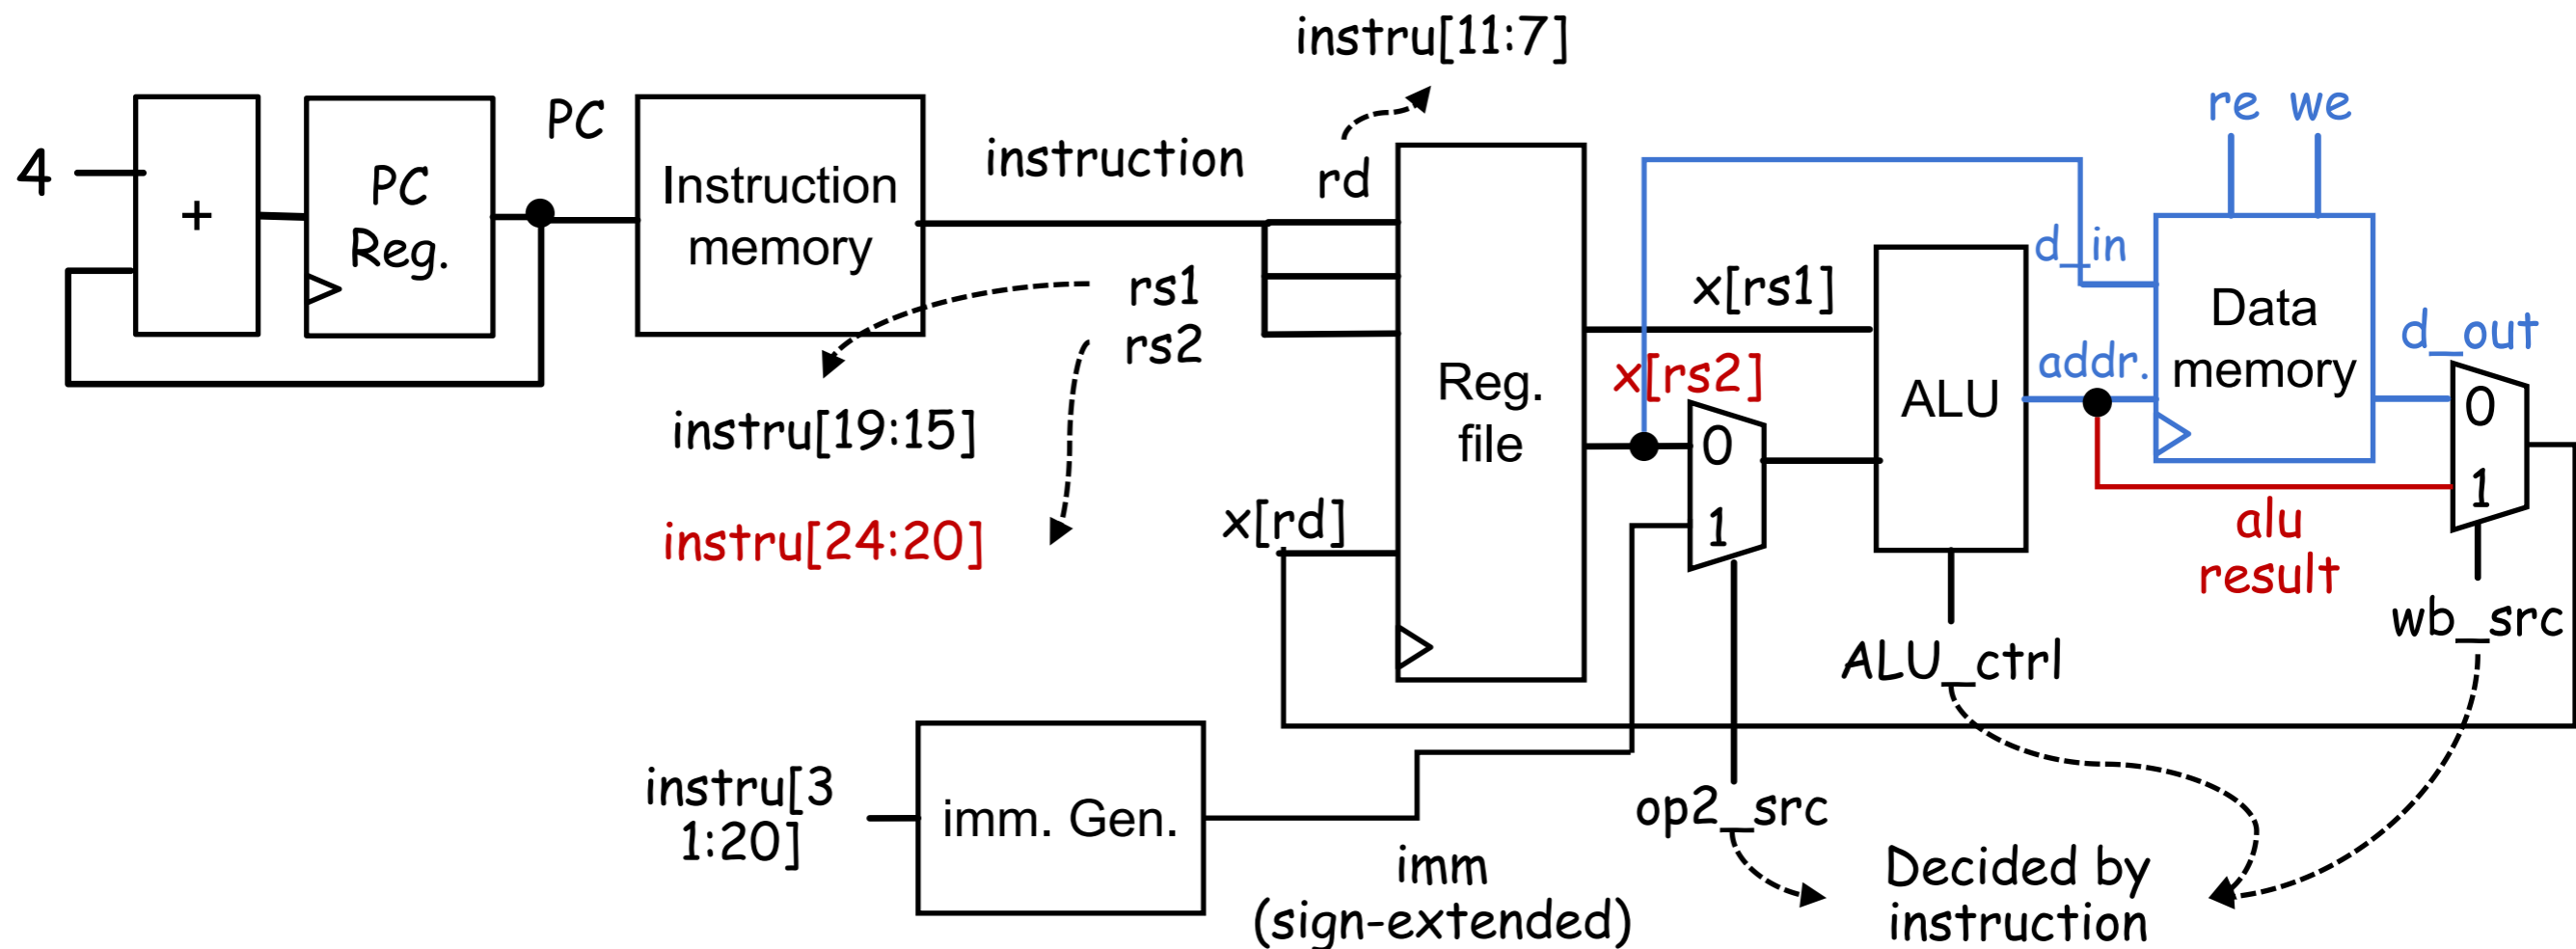 instru[11:7]
re we
4
+
PC
Reg.
PC
Instruction
memory
instruction
rd
rs1
rs2
instru[19:15]
instru[24:20]
x[rd]
Reg.
file
x[rs1]
x[rs2]
0
1
ALU
d_in
addr.
Data
memory
d_out
0
1
alu
result
wb_src
ALU_ctrl
instru[3
1:20]
imm. Gen.
imm
(sign-extended)
op2_src
Decided by
instruction